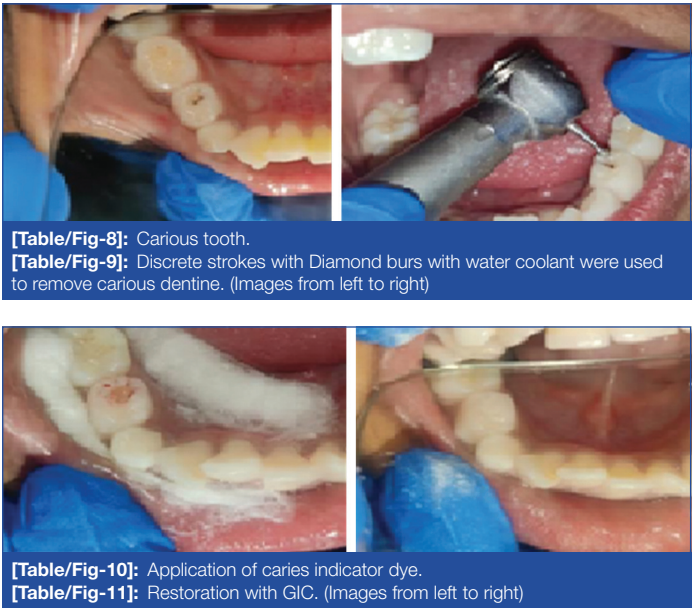 [Table/Fig-8]: Carious tooth.
[Table/Fig-9]: Discrete strokes with Diamond burs with water coolant were used
to remove carious dentine. (Images from left to right)
[Table/Fig-10]: Application of caries indicator dye.
[Table/Fig-11]: Restoration with GIC. (Images from left to right)